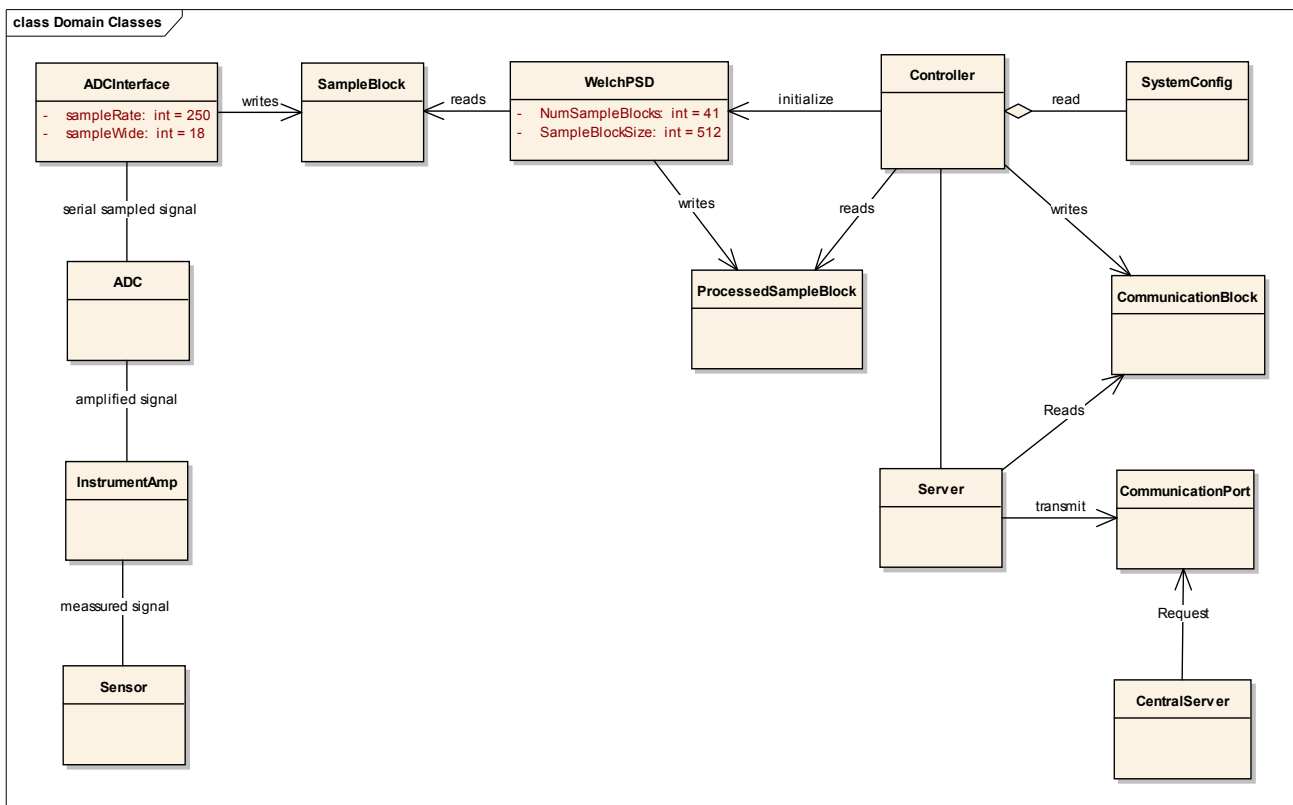 class Domain Classes
ADCInterface
- sampleRate: int = 250
- sampleWide: int = 18
writes
SampleBlock
reads
WelchPSD
- NumSampleBlocks: int = 41
- SampleBlockSize: int = 512
initialize
Controller
read
SystemConfig
serial sampled signal
writes
reads
writes
ADC
ProcessedSampleBlock
CommunicationBlock
amplified signal
Reads
InstrumentAmp
Server
transmit
CommunicationPort
meassured signal
Request
Sensor
CentralServer